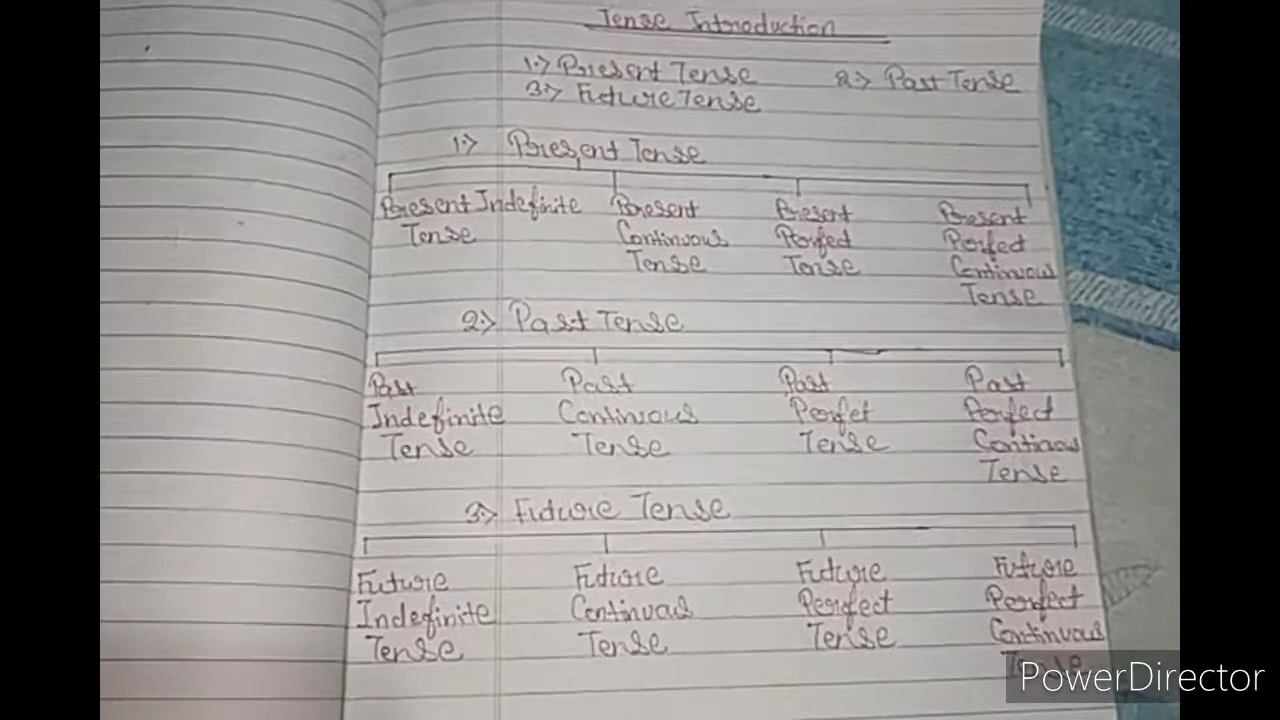 Tense Introduction
1.> Present Tense 2.> Past Tense
3.> Future Tense
1.> Present Tense
Present Indefinite Present Present Present
Tense Continuous Perfect Perfect
Tense Tense Continuous
Tense
2.> Past Tense
Past Past Past Past
Indefinite Continuous Perfet Perfect
Tense Tense Tense Continuous
Tense
3.> Future Tense
Future Future Future Future
Indefinite Continuous Perfect Perfect
Tense Tense Tense Continuous
Tense
PowerDirector